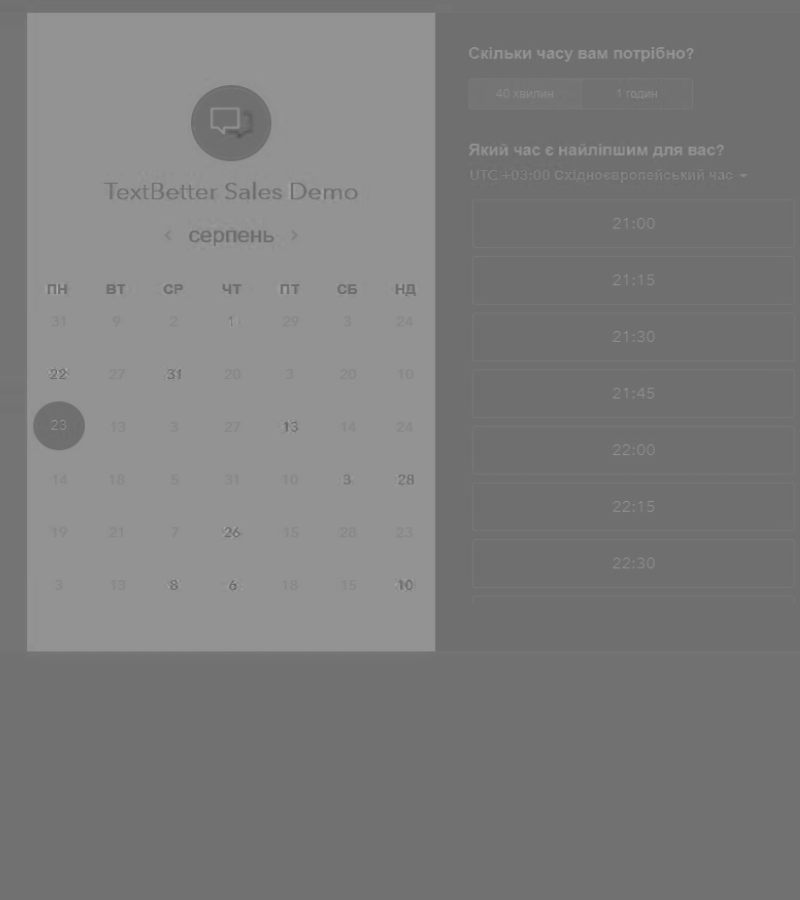 TextBetter Sales Demo
серпень
ПН ВТ СР ЧТ ПТ СБ НД
31 9 2 1 29 3 24
22 27 31 20 3 20 10
23 13 3 27 13 14 24
14 18 5 31 10 3 28
19 21 7 26 15 28 23
3 13 8 6 18 15 10
Скільки часу вам потрібно?
40 хвилин 1 годин
Який час є найліпшим для вас?
UTC +03:00 Східноєвропейський час
21:00
21:15
21:30
21:45
22:00
22:15
22:30